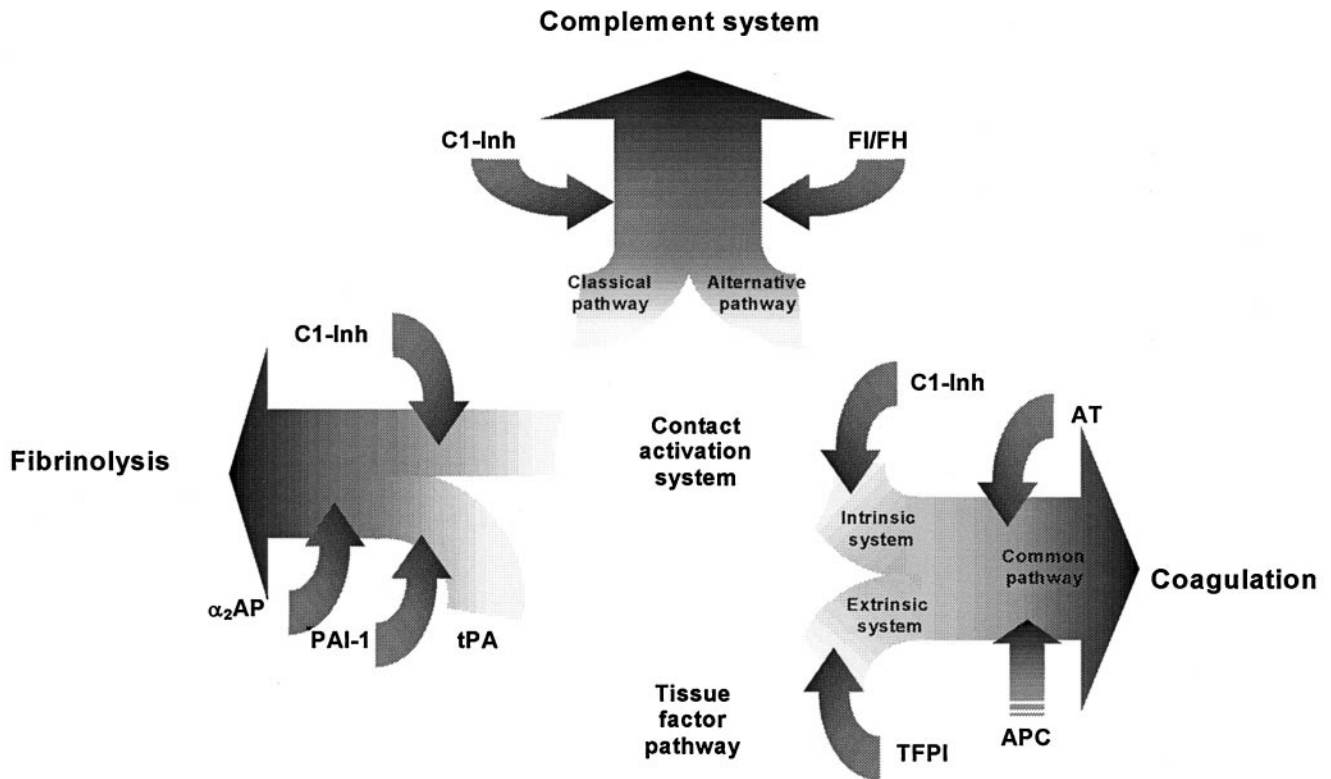 Complement system
C1-Inh
FI/FH
Classical
pathway
Alternative
pathway
C1-Inh
Fibrinolysis
α₂AP
PAI-1
tPA
Contact
activation
system
C1-Inh
AT
Intrinsic
system
Common
pathway
Extrinsic
system
Coagulation
Tissue
factor
pathway
TFPI
APC